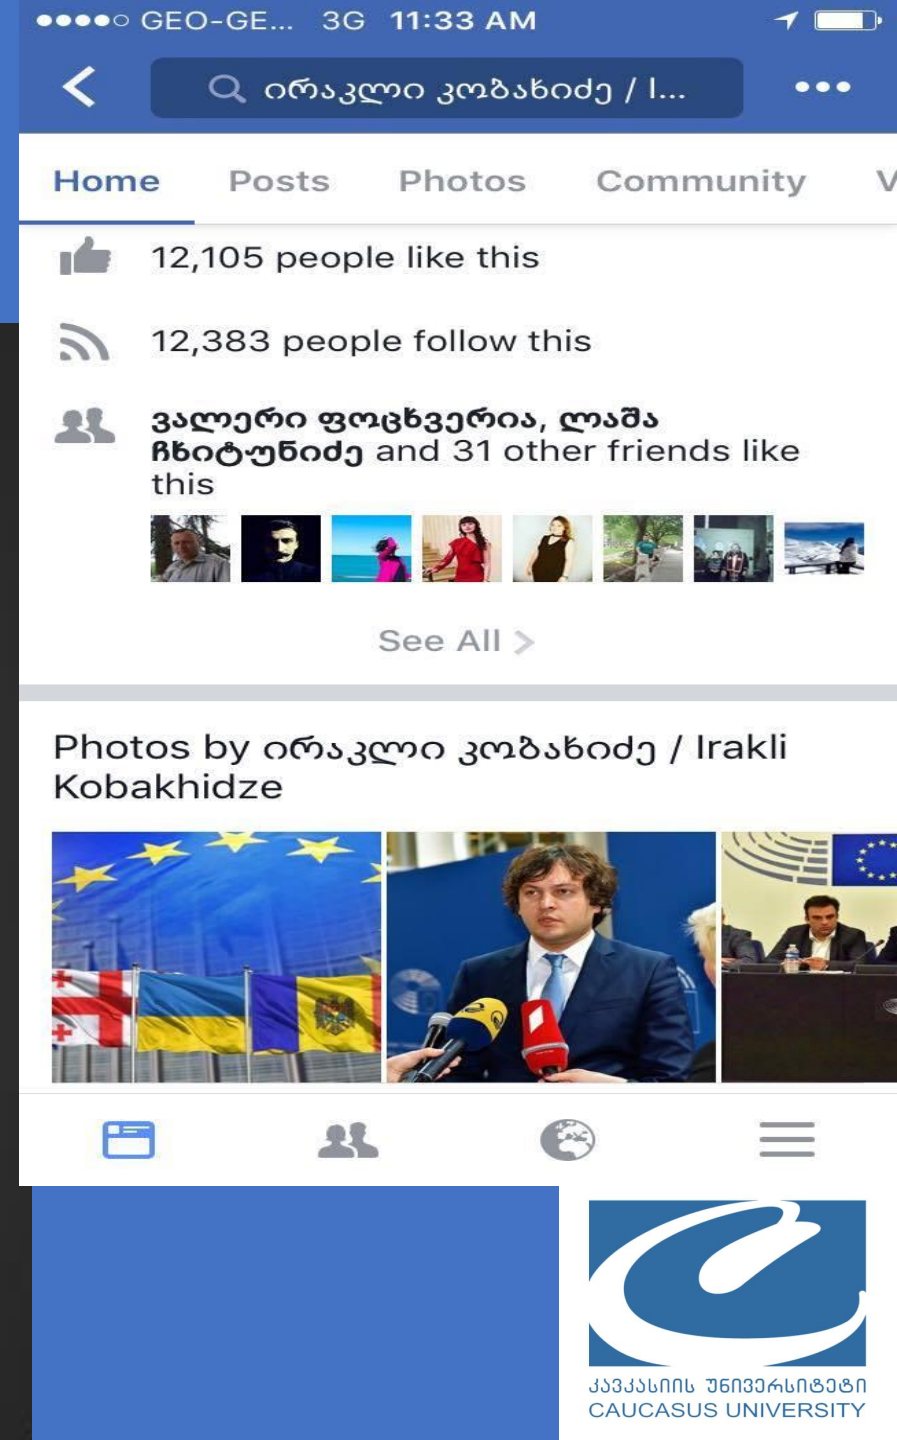 GEO-GE... 3G 11:33 AM
ირაკლი კობახიძე / I...
Home Posts Photos Community V
12,105 people like this
12,383 people follow this
ვალერი ფოცხვერია, ლაშა
ჩხიტუნიძე and 31 other friends like
this
See All
Photos by ირაკლი კობახიძე / Irakli
Kobakhidze
ᲙᲐᲕᲙᲐᲡᲘᲘᲡ ᲣᲜᲘᲕᲔᲠᲡᲘᲢᲔᲢᲘ
CAUCASUS UNIVERSITY